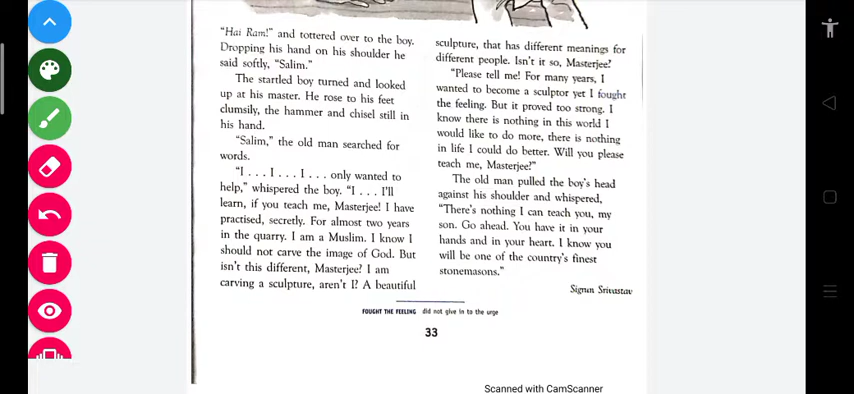 "Hai Ram!" and tottered over to the boy.
Dropping his hand on his shoulder he
said softly, "Salim."
The startled boy turned and looked
up at his master. He rose to his feet
clumsily, the hammer and chisel still in
his hand.
"Salim," the old man searched for
words.
"I . . . I . . . I . . . only wanted to
help," whispered the boy. "I . . . I'll
learn, if you teach me, Masterjee! I have
practised, secretly. For almost two years
in the quarry. I am a Muslim. I know I
should not carve the image of God. But
isn't this different, Masterjee? I am
carving a sculpture, aren't I? A beautiful
sculpture, that has different meanings for
different people. Isn't it so, Masterjee?
"Please tell me! For many years, I
wanted to become a sculptor yet I fought
the feeling. But it proved too strong. I
know there is nothing in this world I
would like to do more, there is nothing
in life I could do better. Will you please
teach me, Masterjee?"
The old man pulled the boy's head
against his shoulder and whispered,
"There's nothing I can teach you, my
son. Go ahead. You have it in your
hands and in your heart. I know you
will be one of the country's finest
stonemasons."
Sigrun Srivastav
FOUGHT THE FEELING did not give in to the urge
33
Scanned with CamScanner